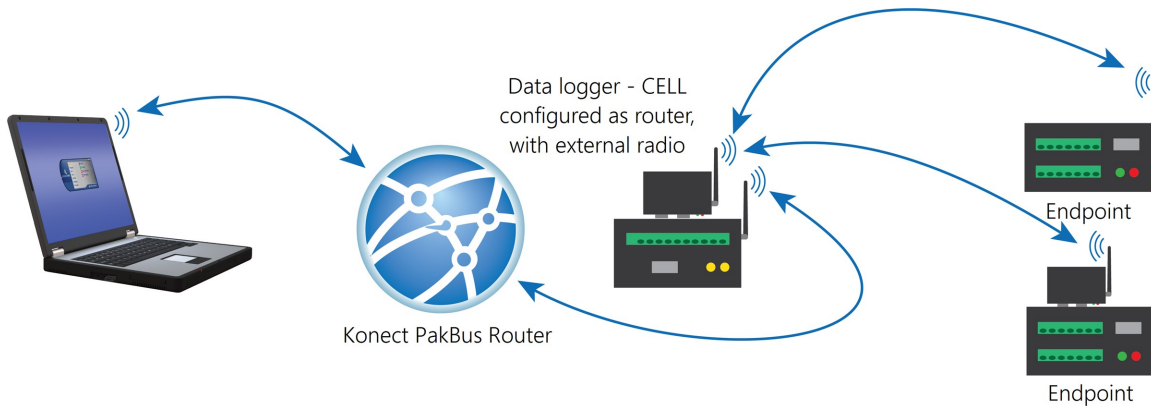 Data logger - CELL
configured as router,
with external radio
Konect PakBus Router
Endpoint
Endpoint